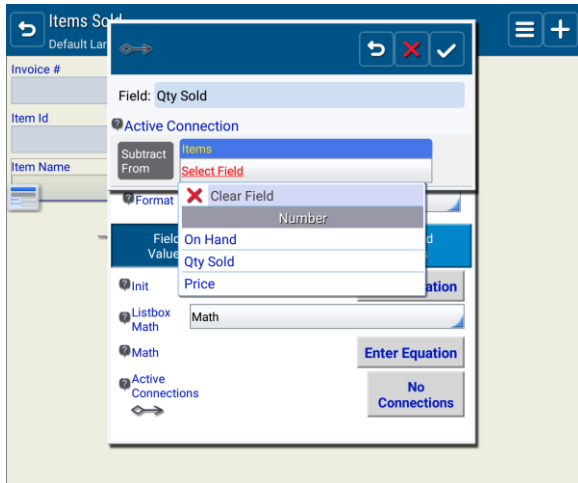 Items Sold
Default Lar
Invoice #
Item Id
Item Name
Field: Qty Sold
Active Connection
Subtract
From
Items
Select Field
Clear Field
Number
On Hand
Qty Sold
Price
Format
Field
Value
d
Init
ation
Listbox
Math
Math
Math
Enter Equation
Active
Connections
No
Connections